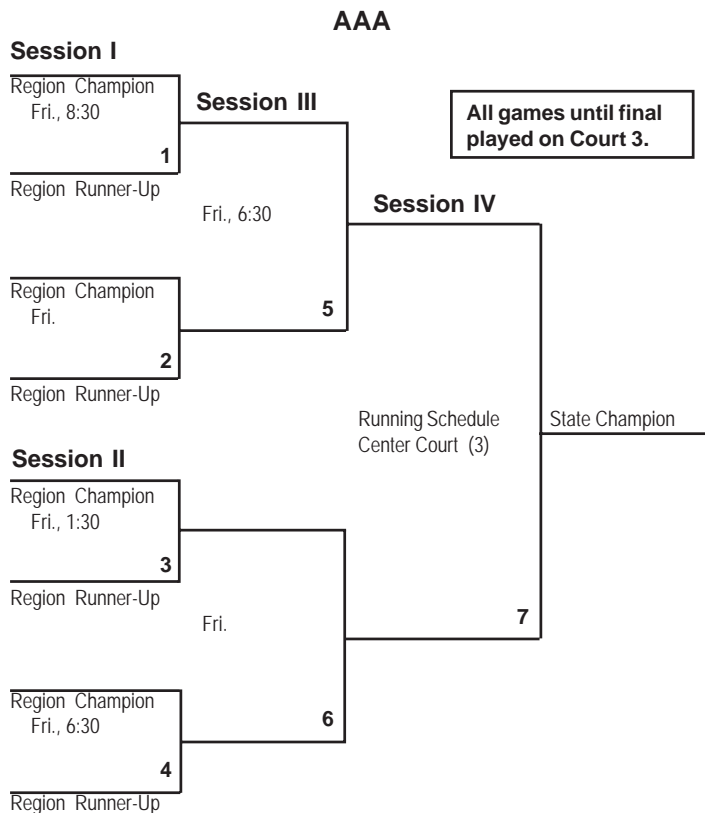 AAA
Session I
Region Champion
Fri., 8:30
1
Region Runner-Up
Session III
Fri., 6:30
All games until final
played on Court 3.
Session IV
Region Champion
Fri.
2
Region Runner-Up
5
Running Schedule
Center Court (3)
State Champion
Session II
Region Champion
Fri., 1:30
3
Region Runner-Up
Fri.
7
Region Champion
Fri., 6:30
4
Region Runner-Up
6